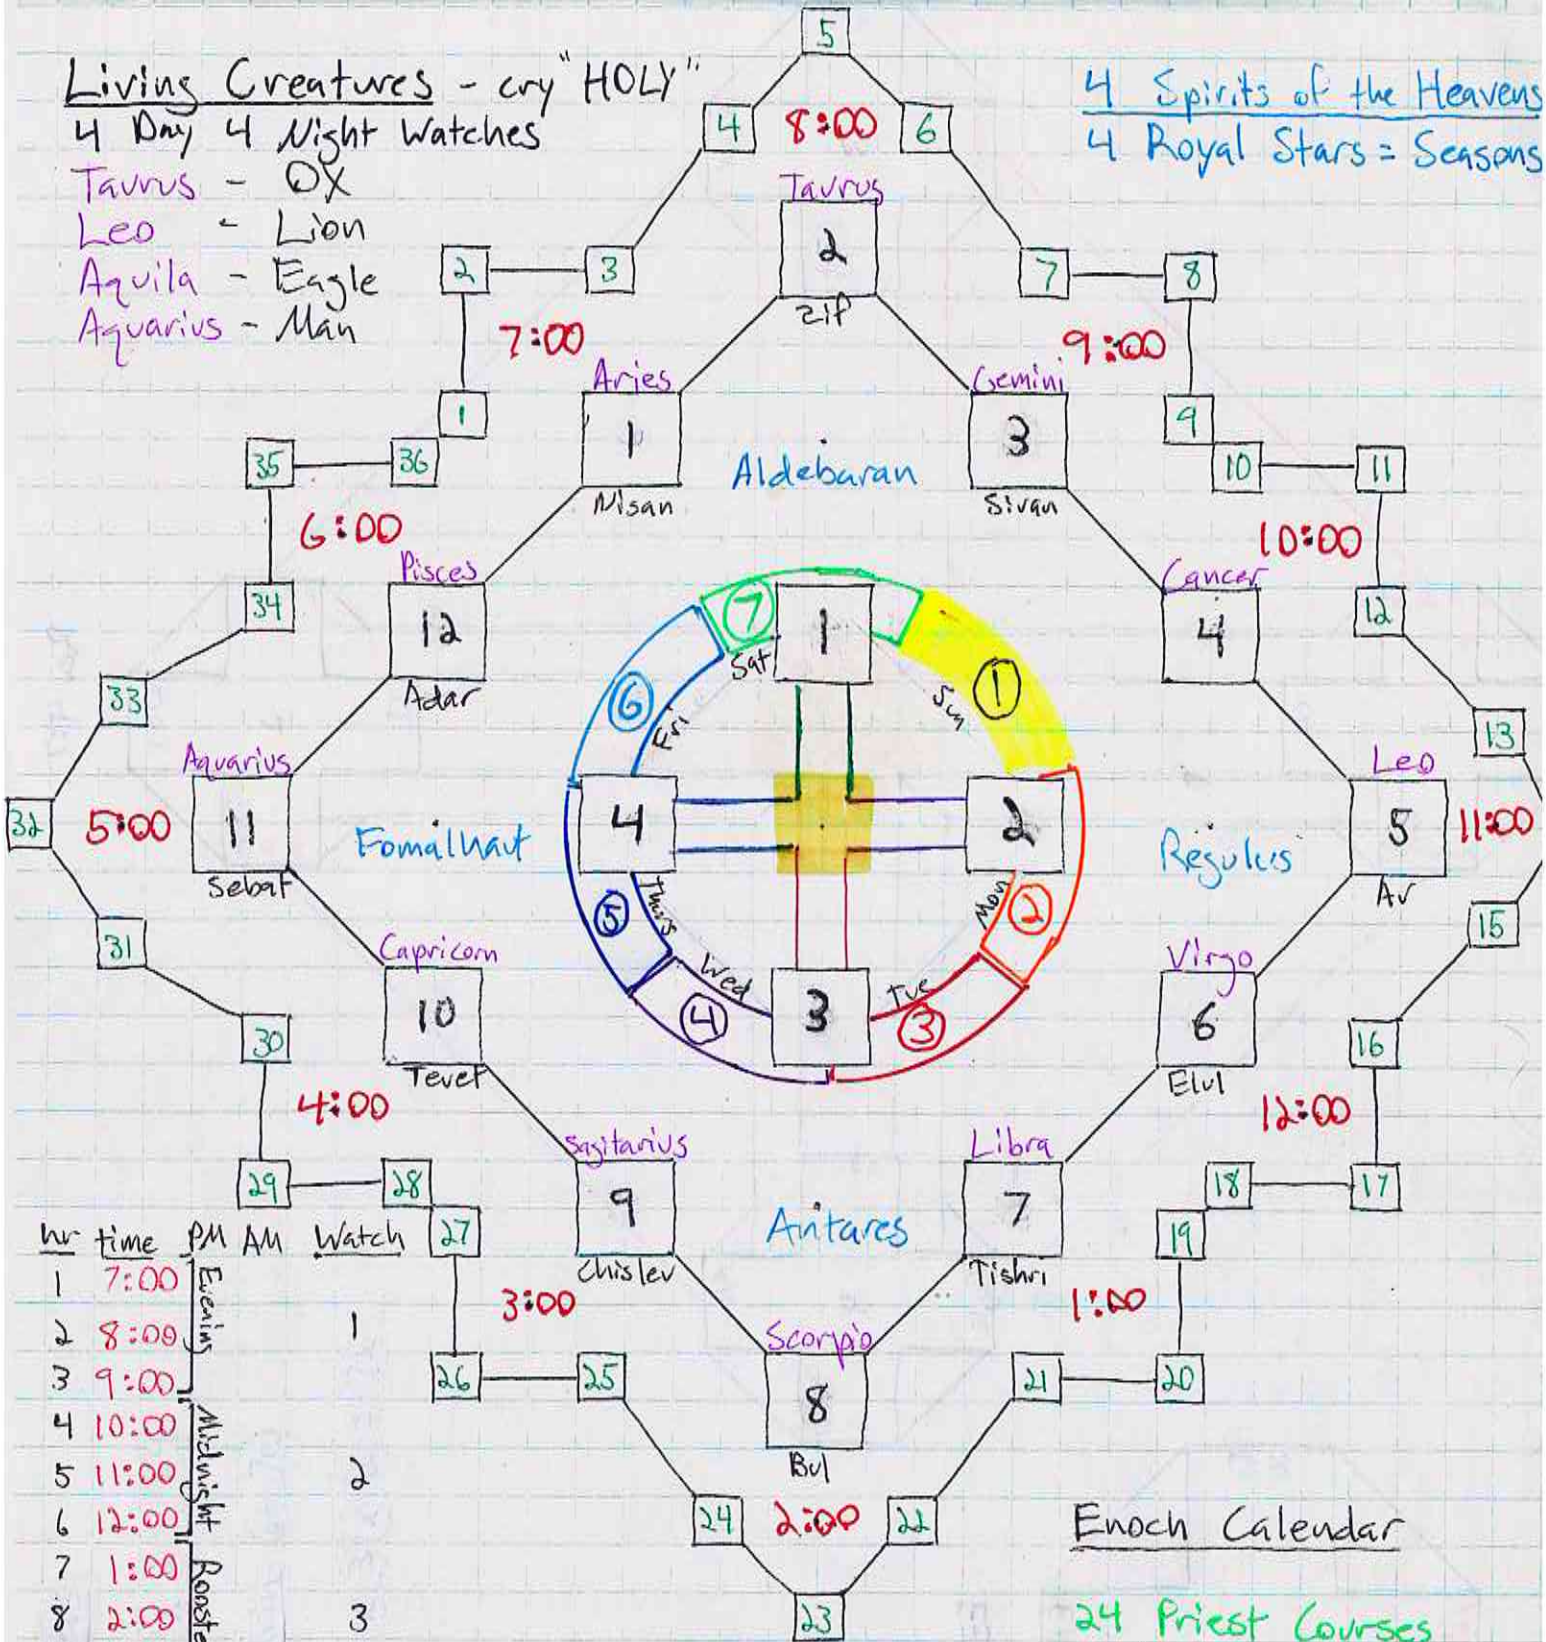 5
Living Creatures - cry "HOLY"
4 Day 4 Night Watches
Taurus - OX
Leo - Lion
Aquila - Eagle
Aquarius - Man
4 Spirits of the Heavens
4 Royal Stars = Seasons
4 8:00 6
Taurus
2
Zif
2 3
7 8
7:00
9:00
Aries
1
Nisan
Gemini
3
Sivan
1
9
35 36
10 11
Aldebaran
6:00
10:00
34
12
Pisces
12
Adar
Cancer
4
7
Sat
1
1
Sun
6
Fri
33
13
Aquarius
11
Sebat
Leo
5
Av
32
5:00
11:00
Fomalhaut
Regulus
4
2
5
Thurs
Mon
2
31
15
Wed
4
3
Tue
3
Capricorn
10
Tevet
Virgo
6
Elul
30
16
4:00
12:00
29 28
18 17
27
19
Sagitarius
9
Chislev
Antares
Libra
7
Tishri
3:00
1:00
26 25
21 20
Scorpio
8
Bul
24 2:00 22
23
hr time PM AM Watch
1 7:00
2 8:00 Evening 1
3 9:00
4 10:00
5 11:00 Midnight 2
6 12:00
7 1:00
8 2:00 Rooste 3
Enoch Calendar
24 Priest Courses